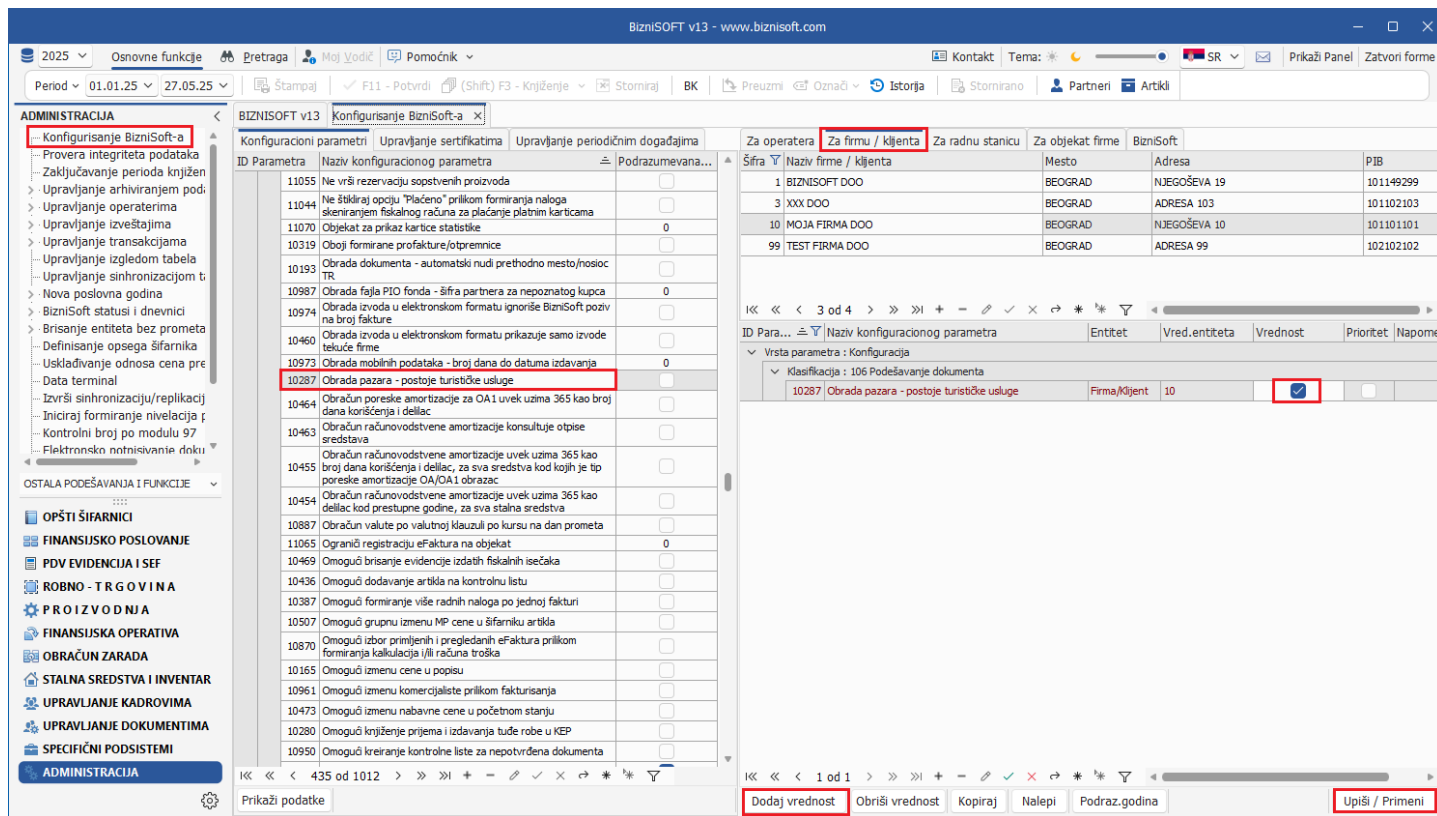 BizniSOFT v13 - www.biznisoft.com
2025 Osnovne funkcije Pretraga Moj Vodič Pomoćnik Kontakt Tema: SR Prikaži Panel Zatvori forme
Period 01.01.25 27.05.25 Štampaj F11 - Potvrdi (Shift) F3 - Knjiženje Storniraj BK Preuzmi Označi Istorija Stornirano Partneri Artikli
ADMINISTRACIJA
Konfigurisanje BizniSoft-a
Provera integriteta podataka
Zaključavanje perioda knjižen
Upravljanje arhiviranjem poda
Upravljanje operaterima
Upravljanje izveštajima
Upravljanje transakcijama
Upravljanje izgledom tabela
Upravljanje sinhronizacijom ta
Nova poslovna godina
BizniSoft statusi i dnevnici
Brisanje entiteta bez prometa
Definisanje opsega šifarnika
Usklađivanje odnosa cena pre
Data terminal
Izvrši sinhronizaciju/replikacij
Iniciraj formiranje nivelacija p
Kontrolni broj po modulu 97
Elektronsko potpisivanje doku
OSTALA PODEŠAVANJA I FUNKCIJE
OPŠTI ŠIFARNICI
FINANSIJSKO POSLOVANJE
PDV EVIDENCIJA I SEF
ROBNO - T R G O V I N A
P R O I Z V O D NJ A
FINANSIJSKA OPERATIVA
OBRAČUN ZARADA
STALNA SREDSTVA I INVENTAR
UPRAVLJANJE KADROVIMA
UPRAVLJANJE DOKUMENTIMA
SPECIFIČNI PODSISTEMI
ADMINISTRACIJA
BIZNISOFT v13 Konfigurisanje BizniSoft-a
Konfiguracioni parametri Upravljanje sertifikatima Upravljanje periodičnim događajima
ID Parametra Naziv konfiguracionog parametra Podrazumevana...
11055 Ne vrši rezervaciju sopstvenih proizvoda
11044 Ne štikliraj opciju "Plaćeno" prilikom formiranja naloga
skeniranjem fiskalnog računa za plaćanje platnim karticama
11070 Objekat za prikaz kartice statistike 0
10319 Oboji formirane profakture/otpremnice
10193 Obrada dokumenta - automatski nudi prethodno mesto/nosioc
TR
10987 Obrada fajla PIO fonda - šifra partnera za nepoznatog kupca 0
10974 Obrada izvoda u elektronskom formatu ignoriše BizniSoft poziv
na broj fakture
10460 Obrada izvoda u elektronskom formatu prikazuje samo izvode
tekuće firme
10973 Obrada mobilnih podataka - broj dana do datuma izdavanja 0
10287 Obrada pazara - postoje turističke usluge
10464 Obračun poreske amortizacije za OA1 uvek uzima 365 kao broj
dana korišćenja i delilac
10463 Obračun računovodstvene amortizacije konsultuje otpise
sredstava
10455 Obračun računovodstvene amortizacije uvek uzima 365 kao
broj dana korišćenja i delilac, za sva sredstva kod kojih je tip
poreske amortizacije OA/OA1 obrazac
10454 Obračun računovodstvene amortizacije uvek uzima 365 kao
delilac kod prestupne godine, za sva stalna sredstva
10887 Obračun valute po valutnoj klauzuli po kursu na dan prometa
11065 Ograniči registraciju eFaktura na objekat 0
10469 Omogući brisanje evidencije izdatih fiskalnih isečaka
10436 Omogući dodavanje artikla na kontrolnu listu
10387 Omogući formiranje više radnih naloga po jednoj fakturi
10507 Omogući grupnu izmenu MP cene u šifarniku artikla
10870 Omogući izbor primljenih i pregledanih eFaktura prilikom
formiranja kalkulacija i/ili računa troška
10165 Omogući izmenu cene u popisu
10961 Omogući izmenu komercijaliste prilikom fakturisanja
10473 Omogući izmenu nabavne cene u početnom stanju
10280 Omogući knjiženje prijema i izdavanja tuđe robe u KEP
10950 Omogući kreiranje kontrolne liste za nepotvrđena dokumenta
435 od 1012
Prikaži podatke
Za operatera Za firmu / klijenta Za radnu stanicu Za objekat firme BizniSoft
Šifra Naziv firme / klijenta Mesto Adresa PIB
1 BIZNISOFT DOO BEOGRAD NJEGOŠEVA 19 101149299
3 XXX DOO BEOGRAD ADRESA 103 101102103
10 MOJA FIRMA DOO BEOGRAD NJEGOŠEVA 10 101101101
99 TEST FIRMA DOO BEOGRAD ADRESA 99 102102102
3 od 4
ID Para... Naziv konfiguracionog parametra Entitet Vred.entiteta Vrednost Prioritet Napome
Vrsta parametra : Konfiguracija
Klasifikacija : 106 Podešavanje dokumenta
10287 Obrada pazara - postoje turističke usluge Firma/Klijent 10
1 od 1
Dodaj vrednost Obriši vrednost Kopiraj Nalepi Podraz.godina Upiši / Primeni